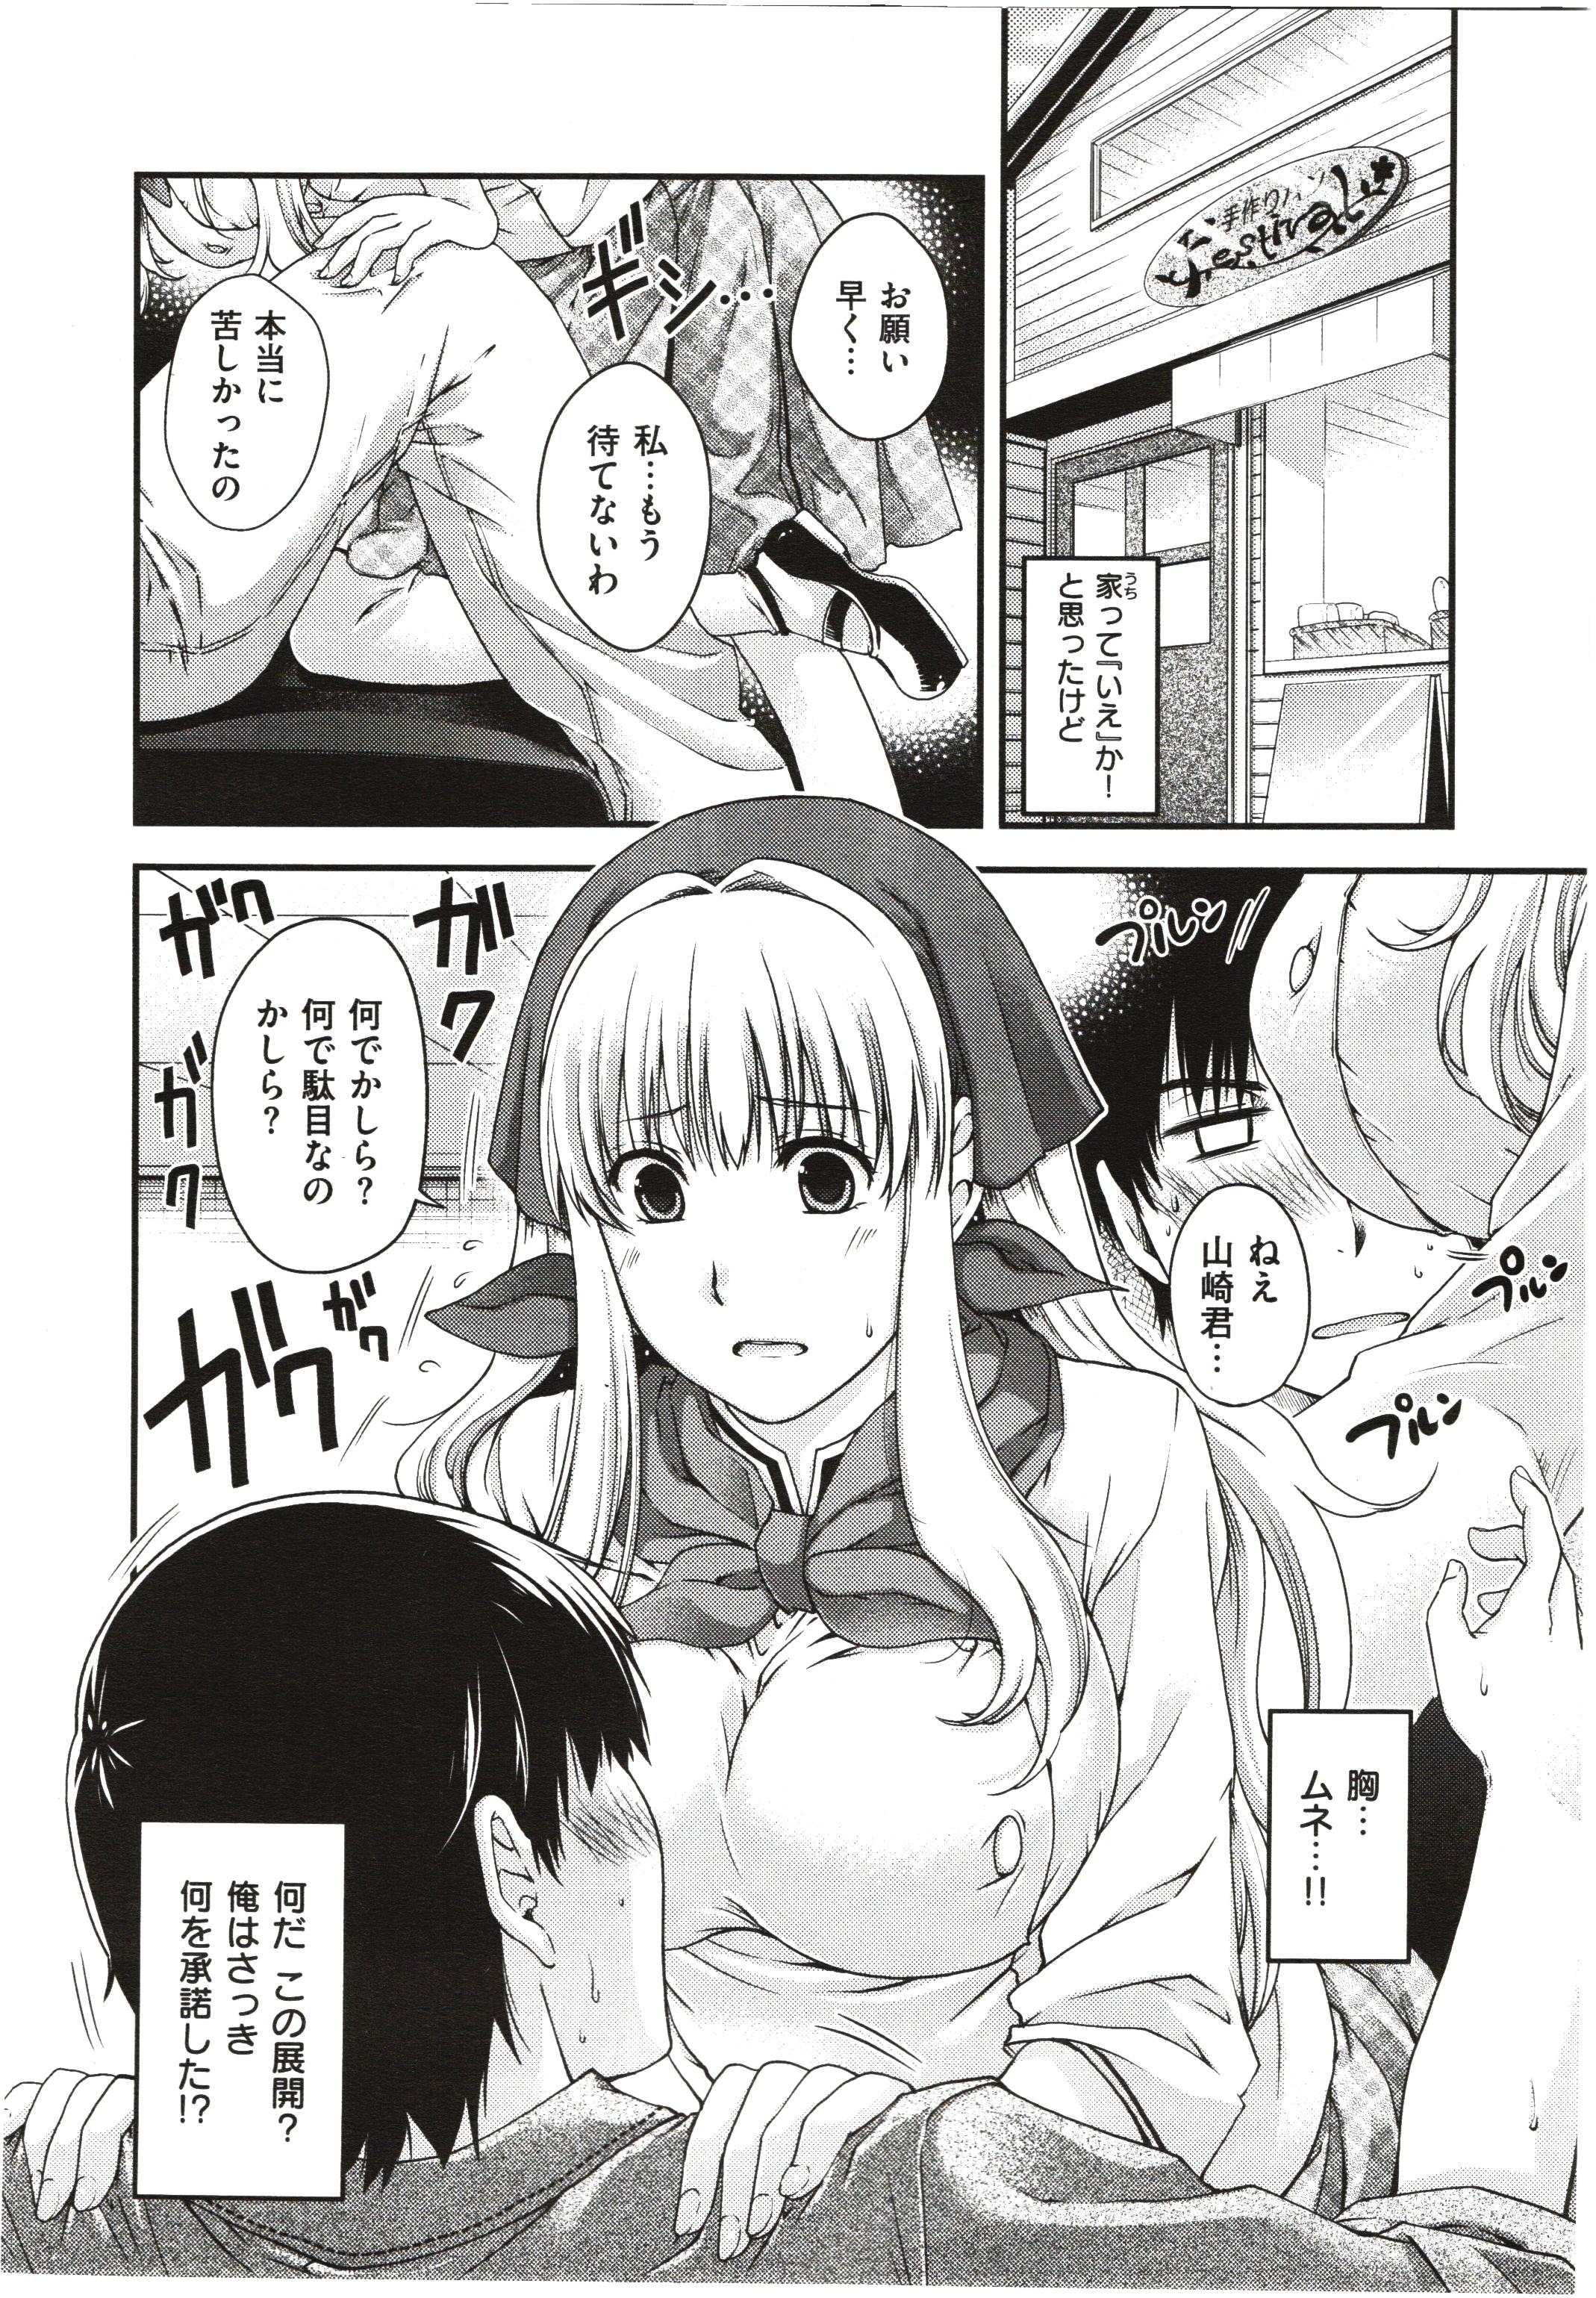 手作りパン
Festival
家って『いえ』か！
うち
と思ったけど
お願い
早く…
ギシ…
私…もう
待てないわ
本当に
苦しかったの
プルン
プルン
プルン
ねえ
山崎君…
胸…
ムネ…!!
ガク
ガク
ガク
ガク
ガク
何でかしら？
何で駄目なの
かしら？
何だ この展開？
俺はさっき
何を承諾した!?